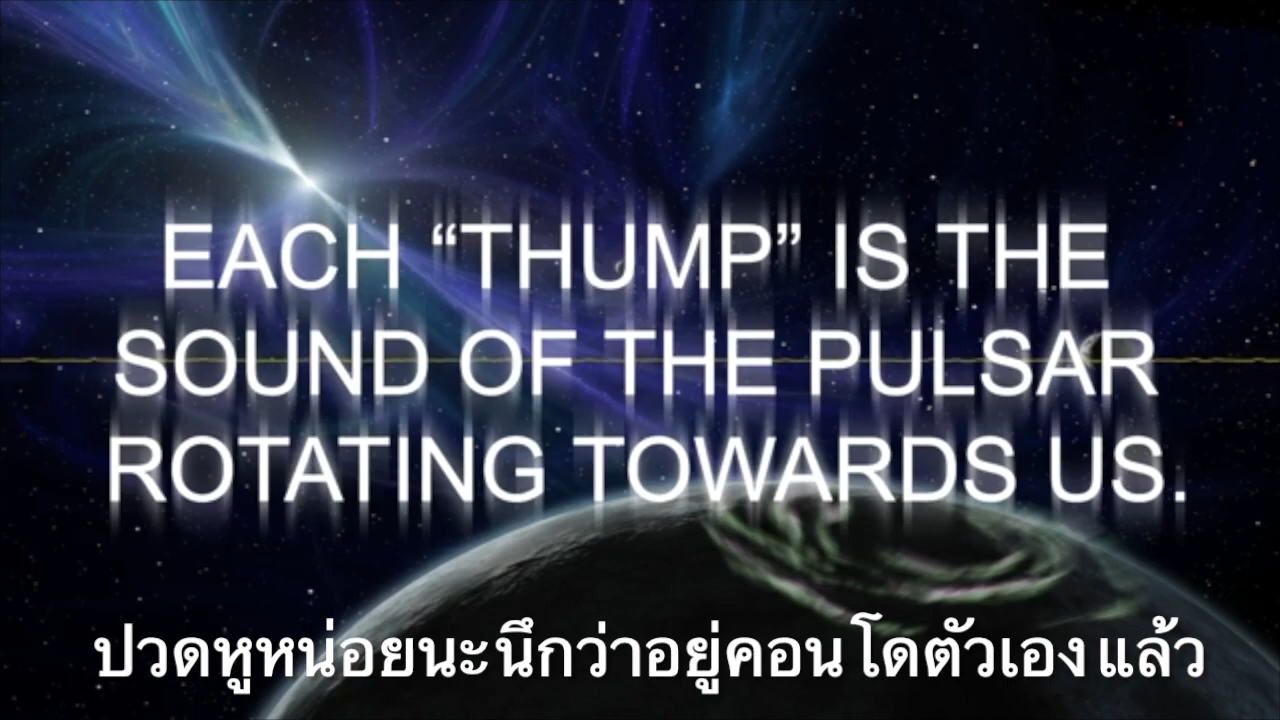 EACH “THUMP” IS THE
SOUND OF THE PULSAR
ROTATING TOWARDS US.
ปวดหูหน่อยนะนึกว่าอยู่คอนโดตัวเองแล้ว